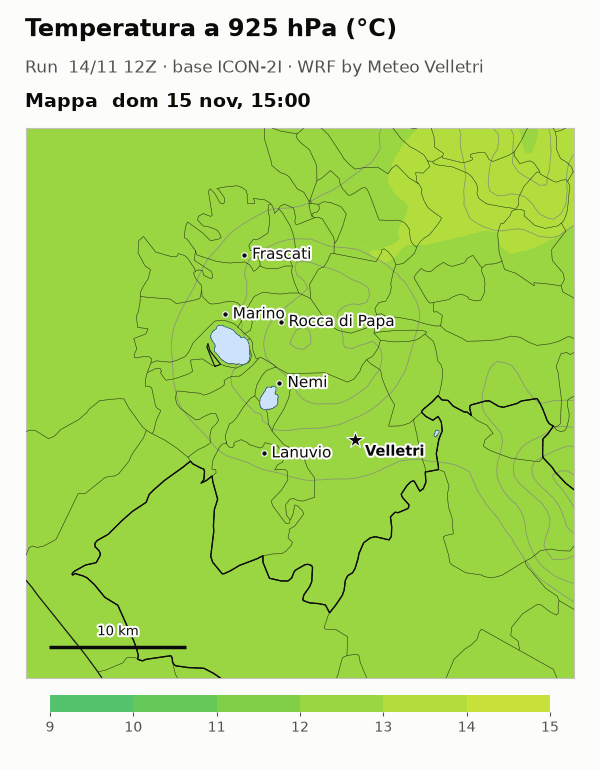 Temperatura a 925 hPa (°C)
Run  14/11 12Z · base ICON-2I · WRF by Meteo Velletri
Mappa  dom 15 nov, 15:00
Frascati
Marino
Rocca di Papa
Nemi
Velletri
Lanuvio
10 km
9 10 11 12 13 14 15